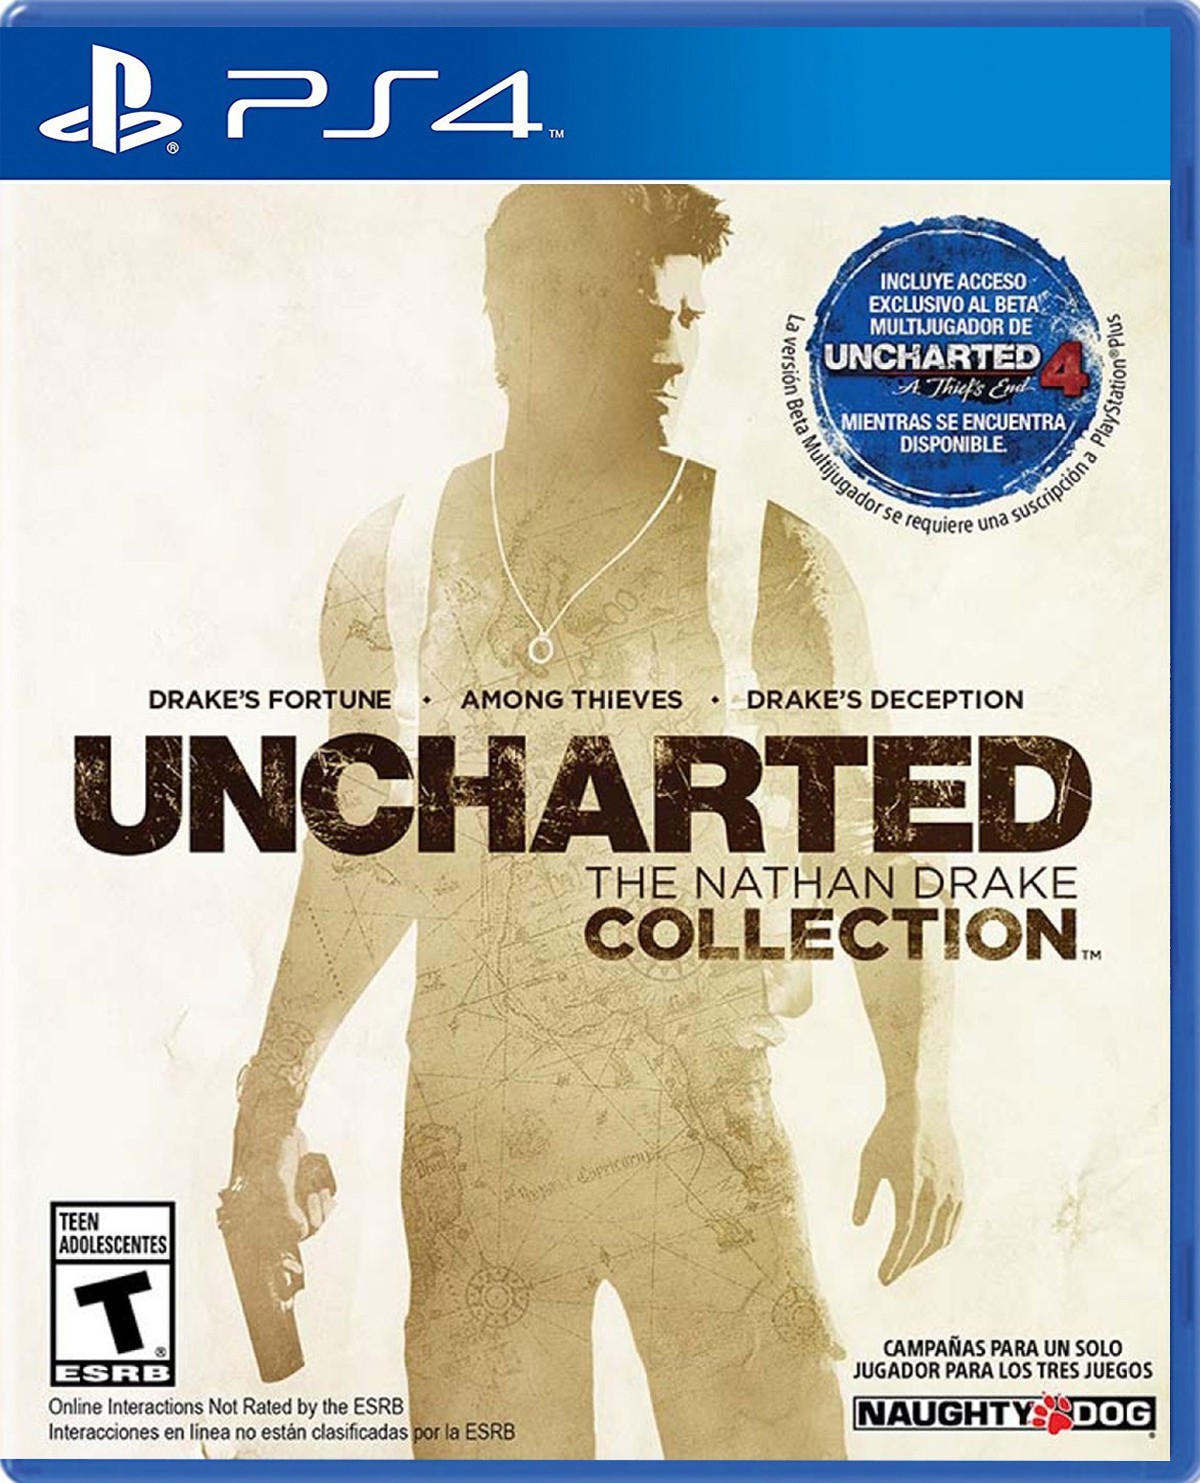 PS4™
INCLUYE ACCESO
EXCLUSIVO AL BETA
MULTIJUGADOR DE
UNCHARTED 4
A Thief's End
MIENTRAS SE ENCUENTRA
DISPONIBLE.
La versión Beta Multijugador se requiere una suscripción a PlayStation®Plus
DRAKE'S FORTUNE • AMONG THIEVES • DRAKE'S DECEPTION
UNCHARTED
THE NATHAN DRAKE
COLLECTION™
TEEN
ADOLESCENTES
T®
ESRB
Online Interactions Not Rated by the ESRB
Interacciones en línea no están clasificadas por la ESRB
CAMPAÑAS PARA UN SOLO
JUGADOR PARA LOS TRES JUEGOS
NAUGHTY DOG